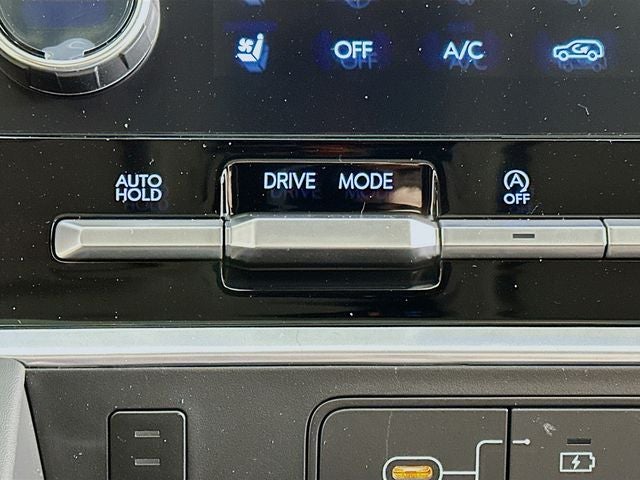 OFF A/C
AUTO
HOLD
DRIVE MODE
A
OFF